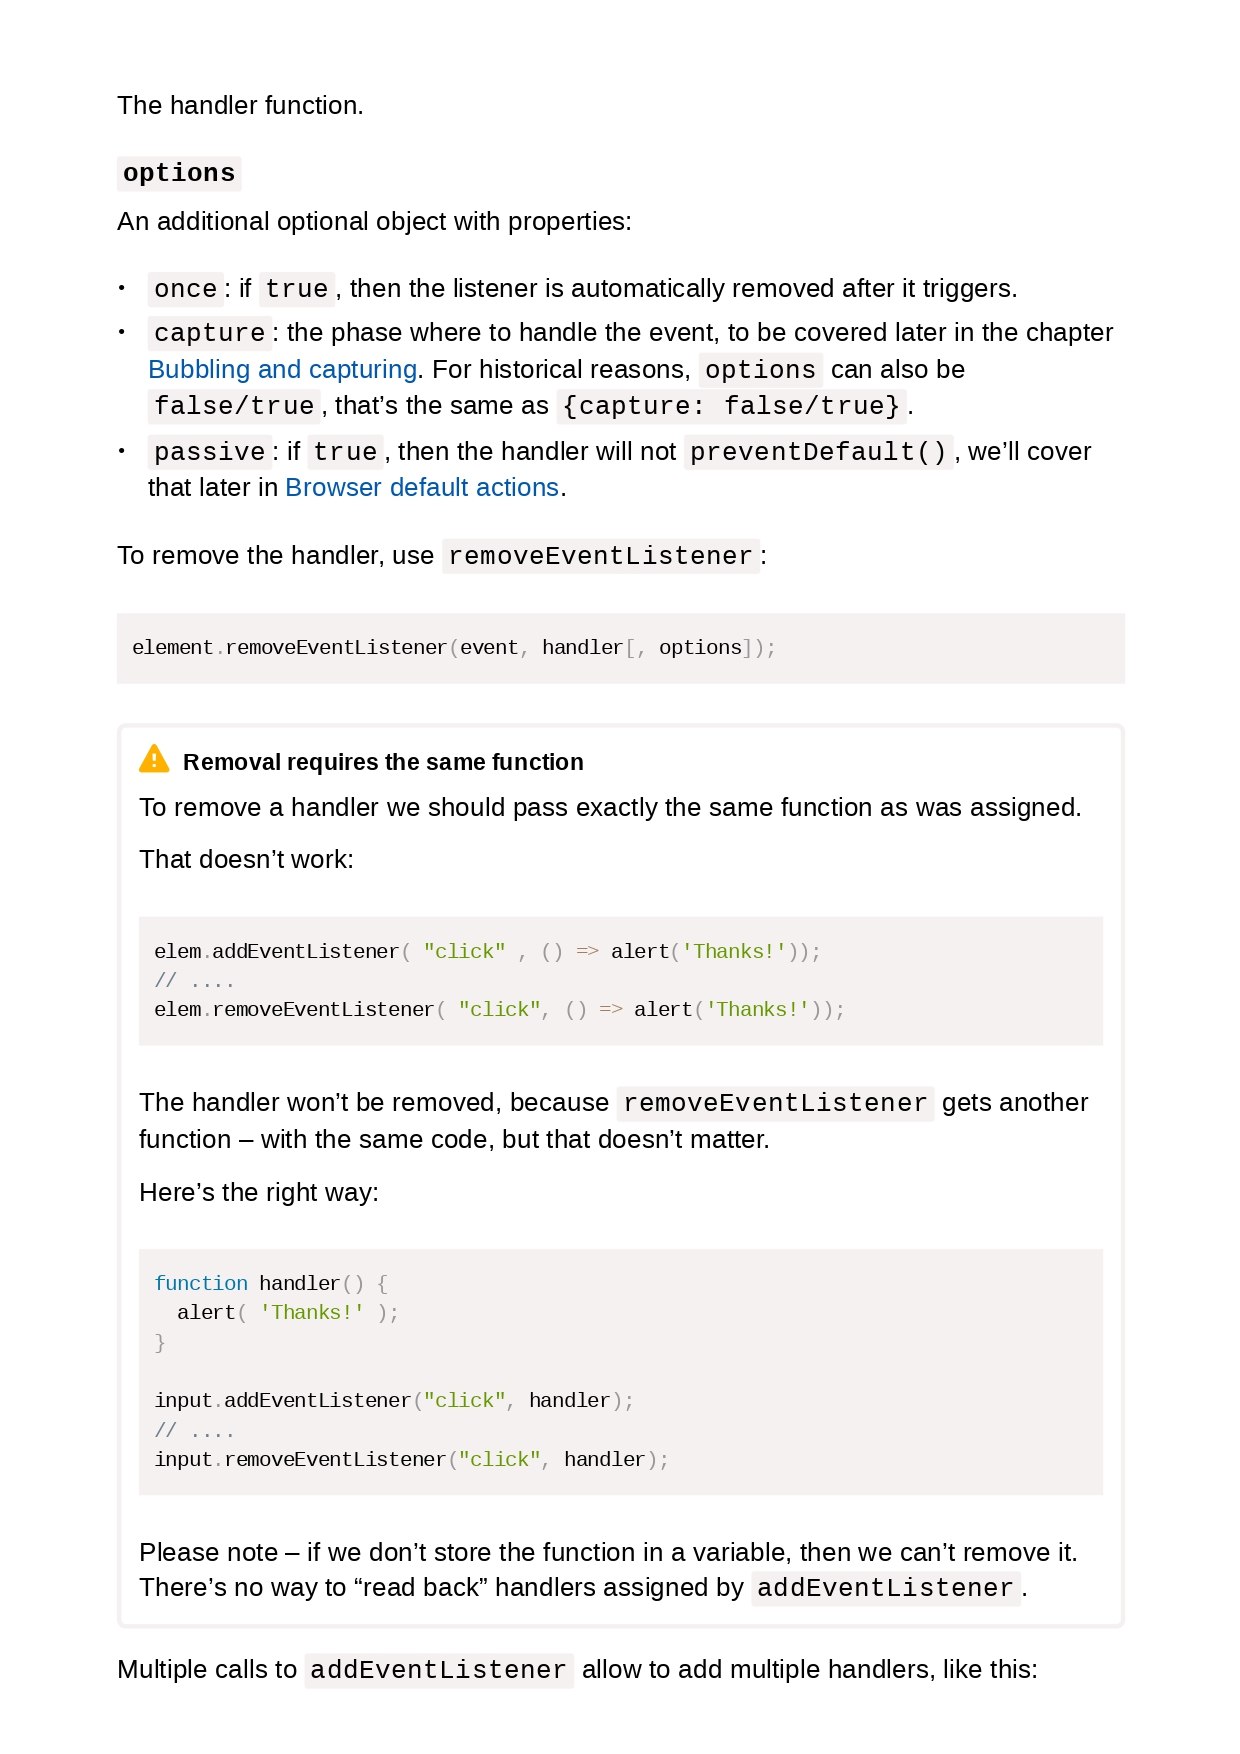 The handler function.
options
An additional optional object with properties:
• once: if true, then the listener is automatically removed after it triggers.
• capture: the phase where to handle the event, to be covered later in the chapter
Bubbling and capturing. For historical reasons, options can also be
false/true, that’s the same as {capture: false/true}.
• passive: if true, then the handler will not preventDefault(), we’ll cover
that later in Browser default actions.
To remove the handler, use removeEventListener:
element.removeEventListener(event, handler[, options]);
Removal requires the same function
To remove a handler we should pass exactly the same function as was assigned.
That doesn’t work:
elem.addEventListener( "click" , () => alert('Thanks!'));
// ....
elem.removeEventListener( "click", () => alert('Thanks!'));
The handler won’t be removed, because removeEventListener gets another
function – with the same code, but that doesn’t matter.
Here’s the right way:
function handler() {
  alert( 'Thanks!' );
}
input.addEventListener("click", handler);
// ....
input.removeEventListener("click", handler);
Please note – if we don’t store the function in a variable, then we can’t remove it.
There’s no way to “read back” handlers assigned by addEventListener.
Multiple calls to addEventListener allow to add multiple handlers, like this: